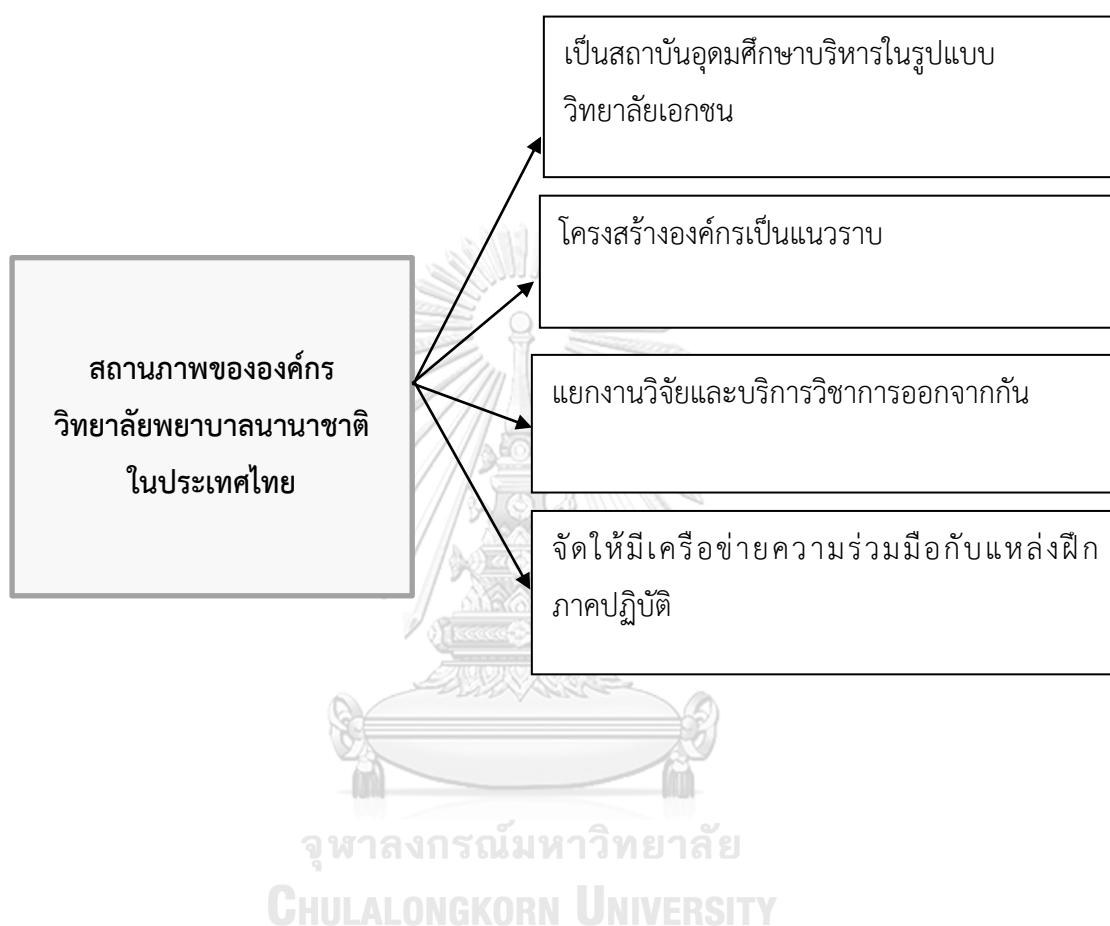 เป็นสถาบันอุดมศึกษาบริหารในรูปแบบ
วิทยาลัยเอกชน
โครงสร้างองค์กรเป็นแนวราบ
สถานภาพขององค์กร
วิทยาลัยพยาบาลนานาชาติ
ในประเทศไทย
แยกงานวิจัยและบริการวิชาการออกจากกัน
จัดให้มีเครือข่ายความร่วมมือกับแหล่งฝึก
ภาคปฏิบัติ
จุฬาลงกรณ์มหาวิทยาลัย
CHULALONGKORN UNIVERSITY